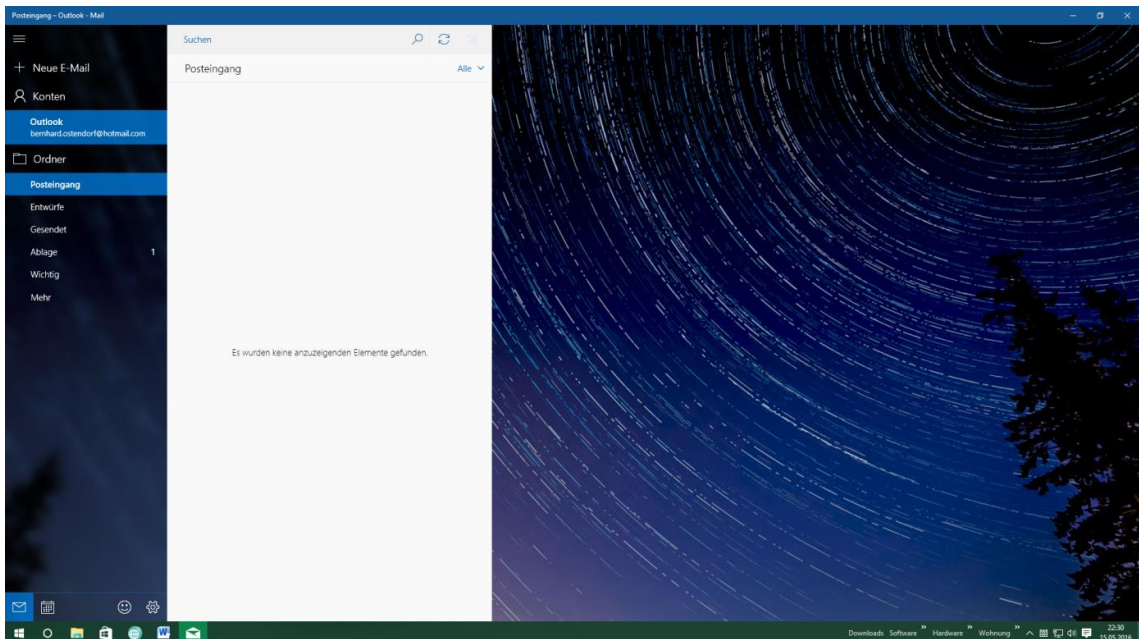 Posteingang – Outlook - Mail
Neue E-Mail
Konten
Outlook
bernhard.ostendorf@hotmail.com
Ordner
Posteingang
Entwürfe
Gesendet
Ablage 1
Wichtig
Mehr
Suchen
Posteingang Alle
Es wurden keine anzuzeigenden Elemente gefunden.
Downloads Software » Hardware » Wohnung »
22:30
15.05.2016